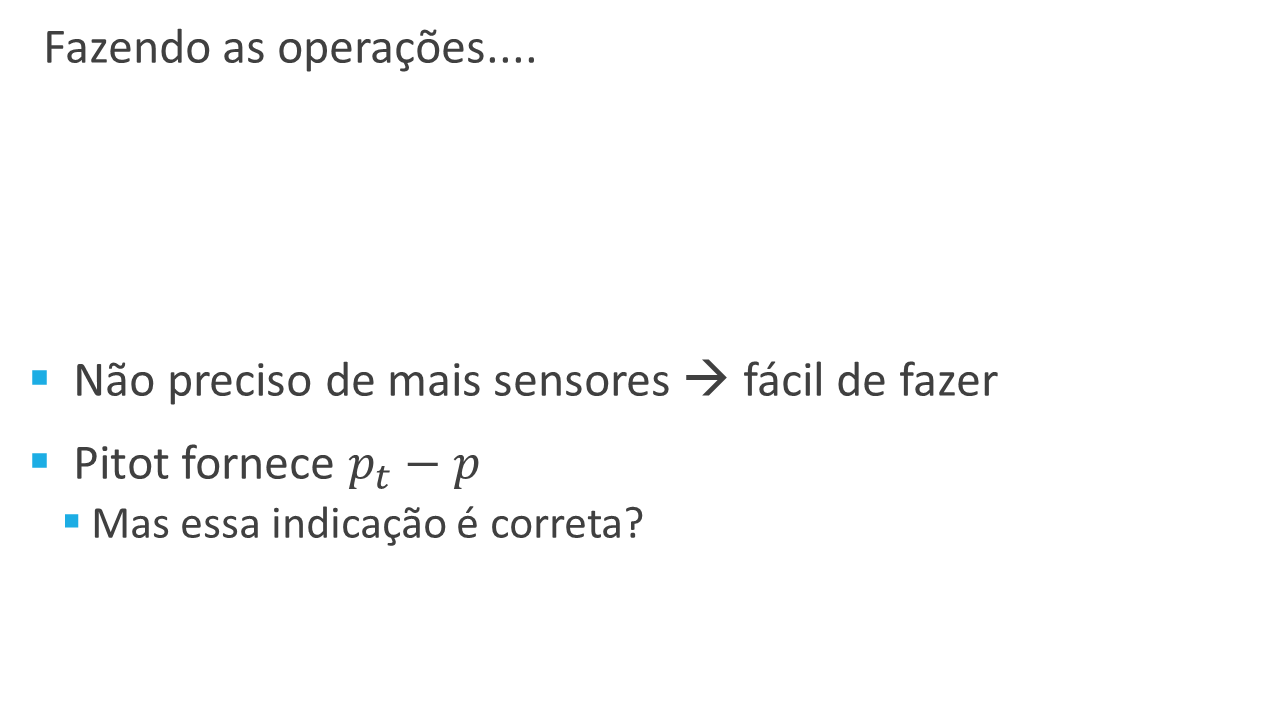 Fazendo as operações....
▪ Não preciso de mais sensores → fácil de fazer
▪ Pitot fornece $p_t - p$
▪ Mas essa indicação é correta?